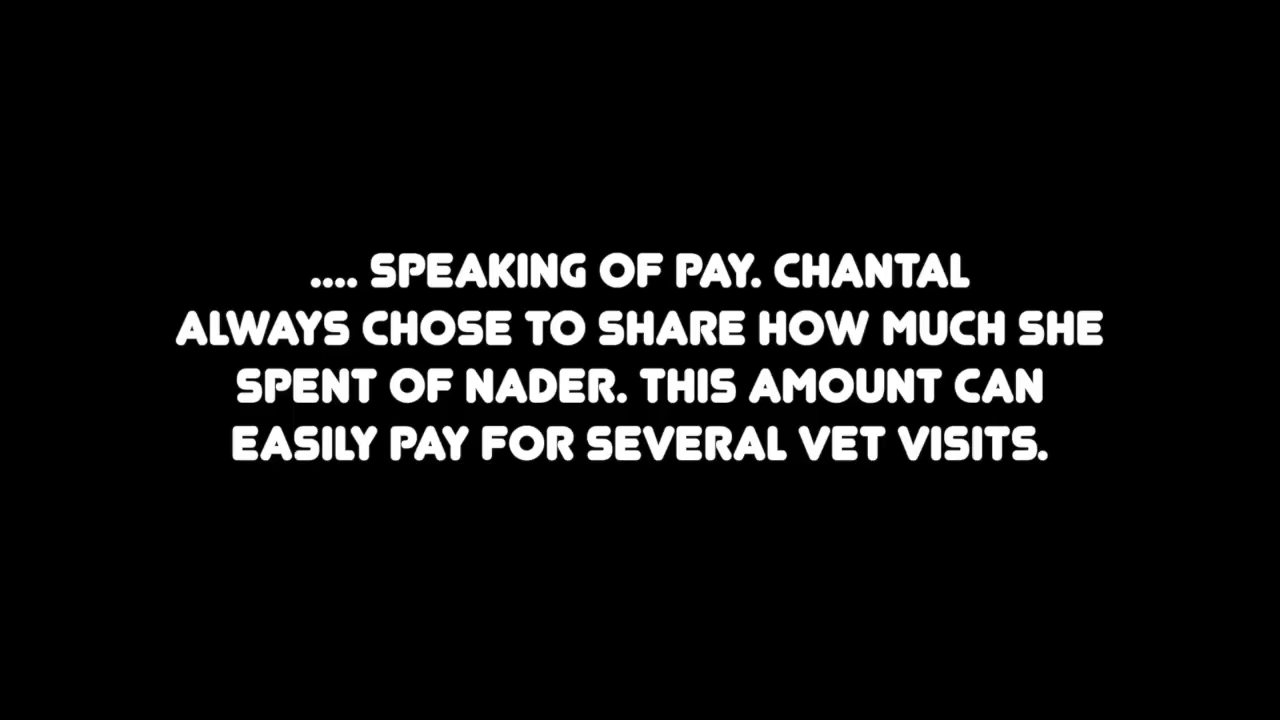 .... SPEAKING OF PAY. CHANTAL
ALWAYS CHOSE TO SHARE HOW MUCH SHE
SPENT OF NADER. THIS AMOUNT CAN
EASILY PAY FOR SEVERAL VET VISITS.